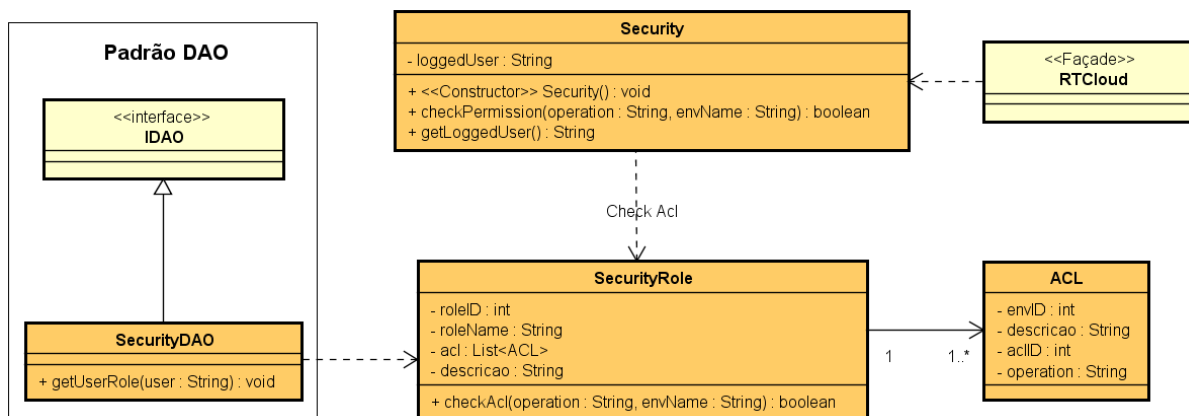 Padrão DAO
<<interface>>
IDAO
SecurityDAO
+ getUserRole(user : String) : void
Security
- loggedUser : String
+ <<Constructor>> Security() : void
+ checkPermission(operation : String, envName : String) : boolean
+ getLoggedUser() : String
<<Façade>>
RTCloud
Check Acl
SecurityRole
- roleID : int
- roleName : String
- acl : List<ACL>
- descricao : String
+ checkAcl(operation : String, envName : String) : boolean
1
1..*
ACL
- envID : int
- descricao : String
- aclID : int
- operation : String